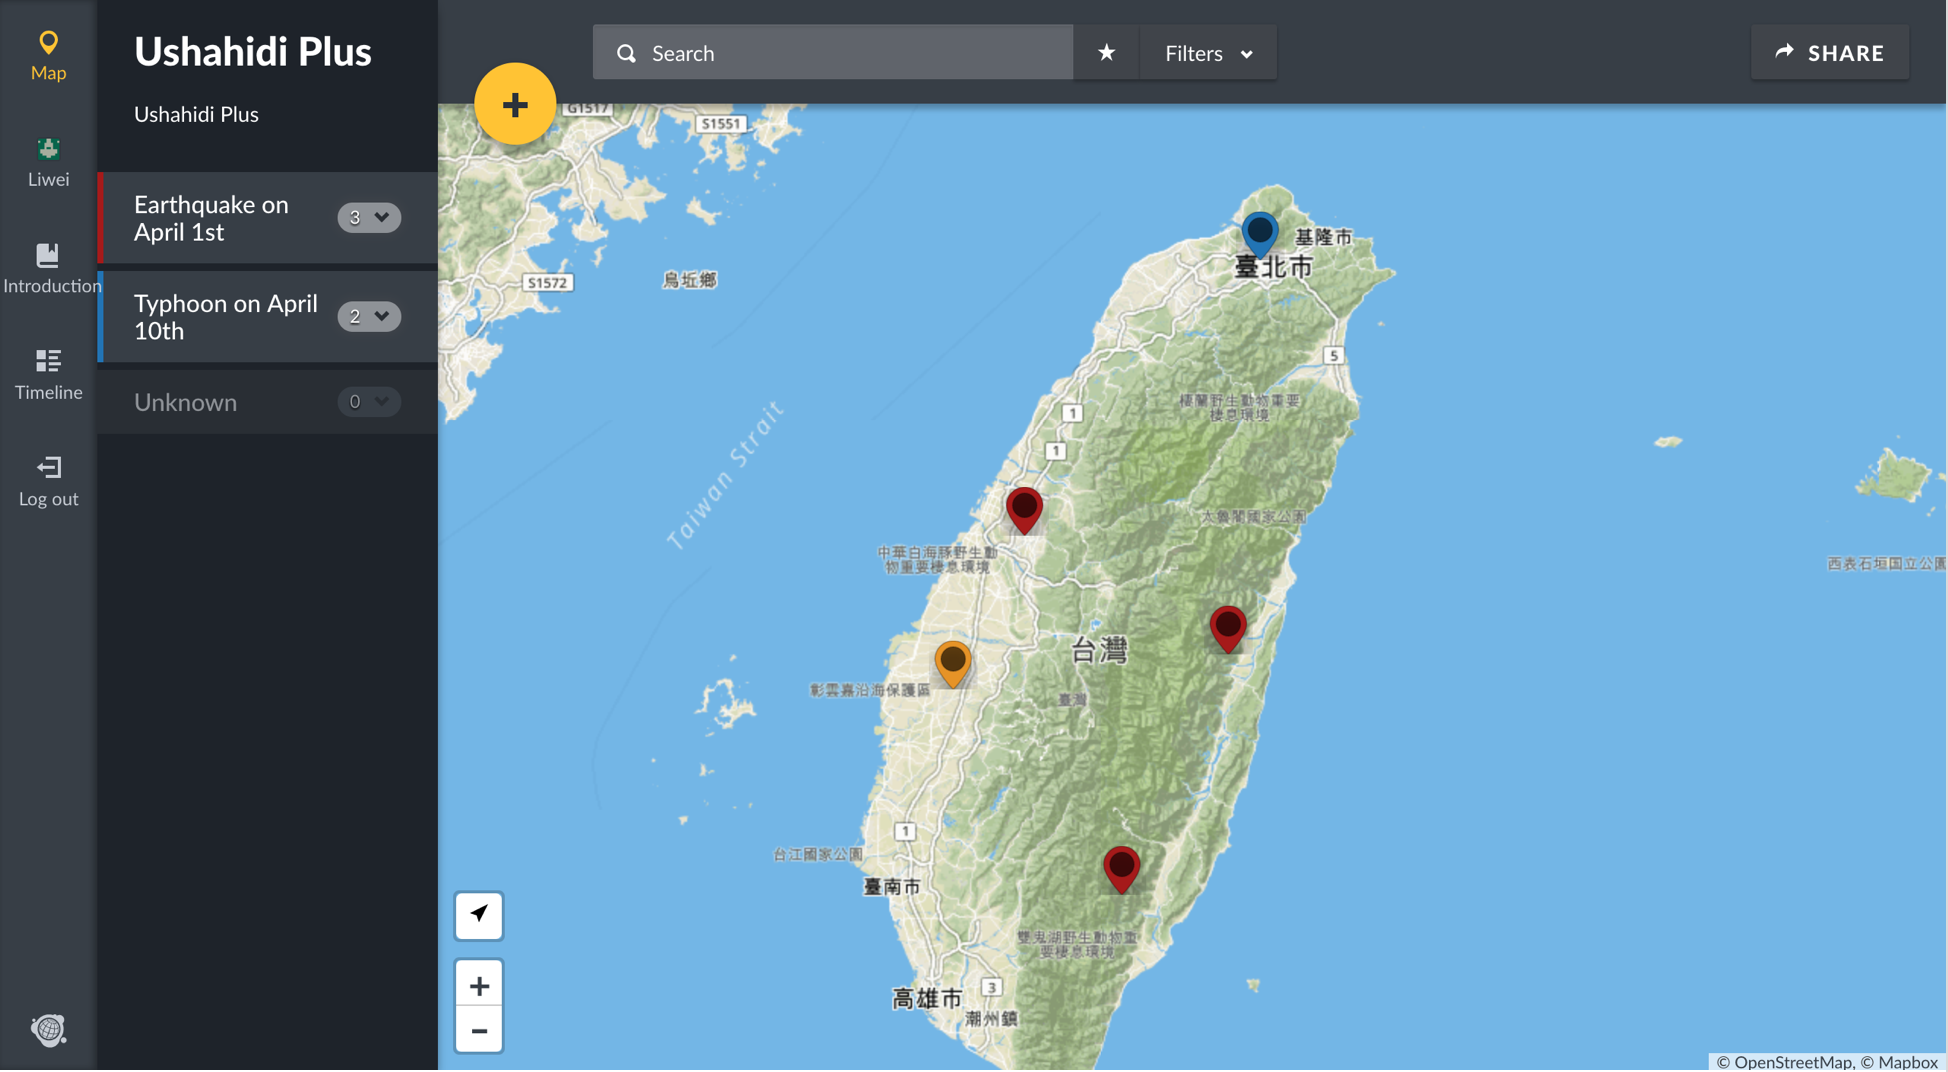 Map
Liwei
Introduction
Timeline
Log out
Ushahidi Plus
Ushahidi Plus
Earthquake on
April 1st
3
Typhoon on April
10th
2
Unknown
0
Search
Filters
SHARE
G1517
S1551
S1572
烏坵鄉
基隆市
臺北市
5
棲蘭野生動物重要
棲息環境
1
1
Taiwan Strait
太魯閣國家公園
中華白海豚野生動
物重要棲息環境
西表石垣国立公園
台灣
彰雲嘉沿海保護區
臺灣
1
台江國家公園
臺南市
雙鬼湖野生動物重
要棲息環境
高雄市
3
潮州鎮
© OpenStreetMap, © Mapbox